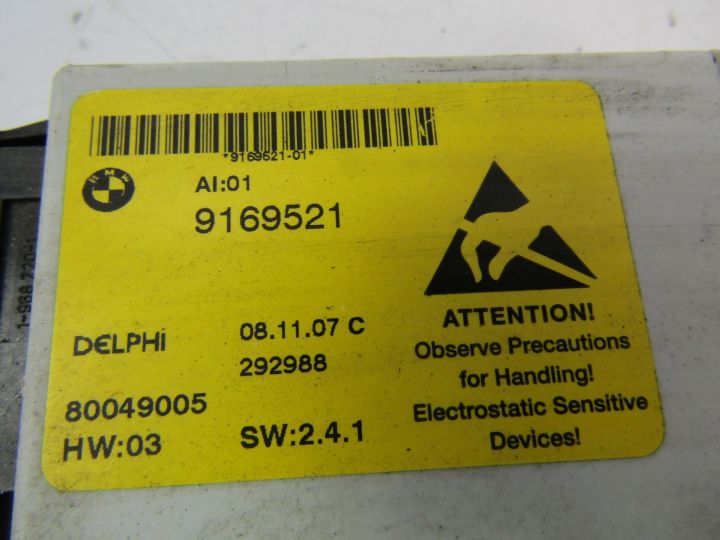 *9169521-01*
BMW
AI:01
9169521
DELPHI
08.11.07 C
292988
80049005
HW:03
SW:2.4.1
ATTENTION!
Observe Precautions
for Handling!
Electrostatic Sensitive
Devices!